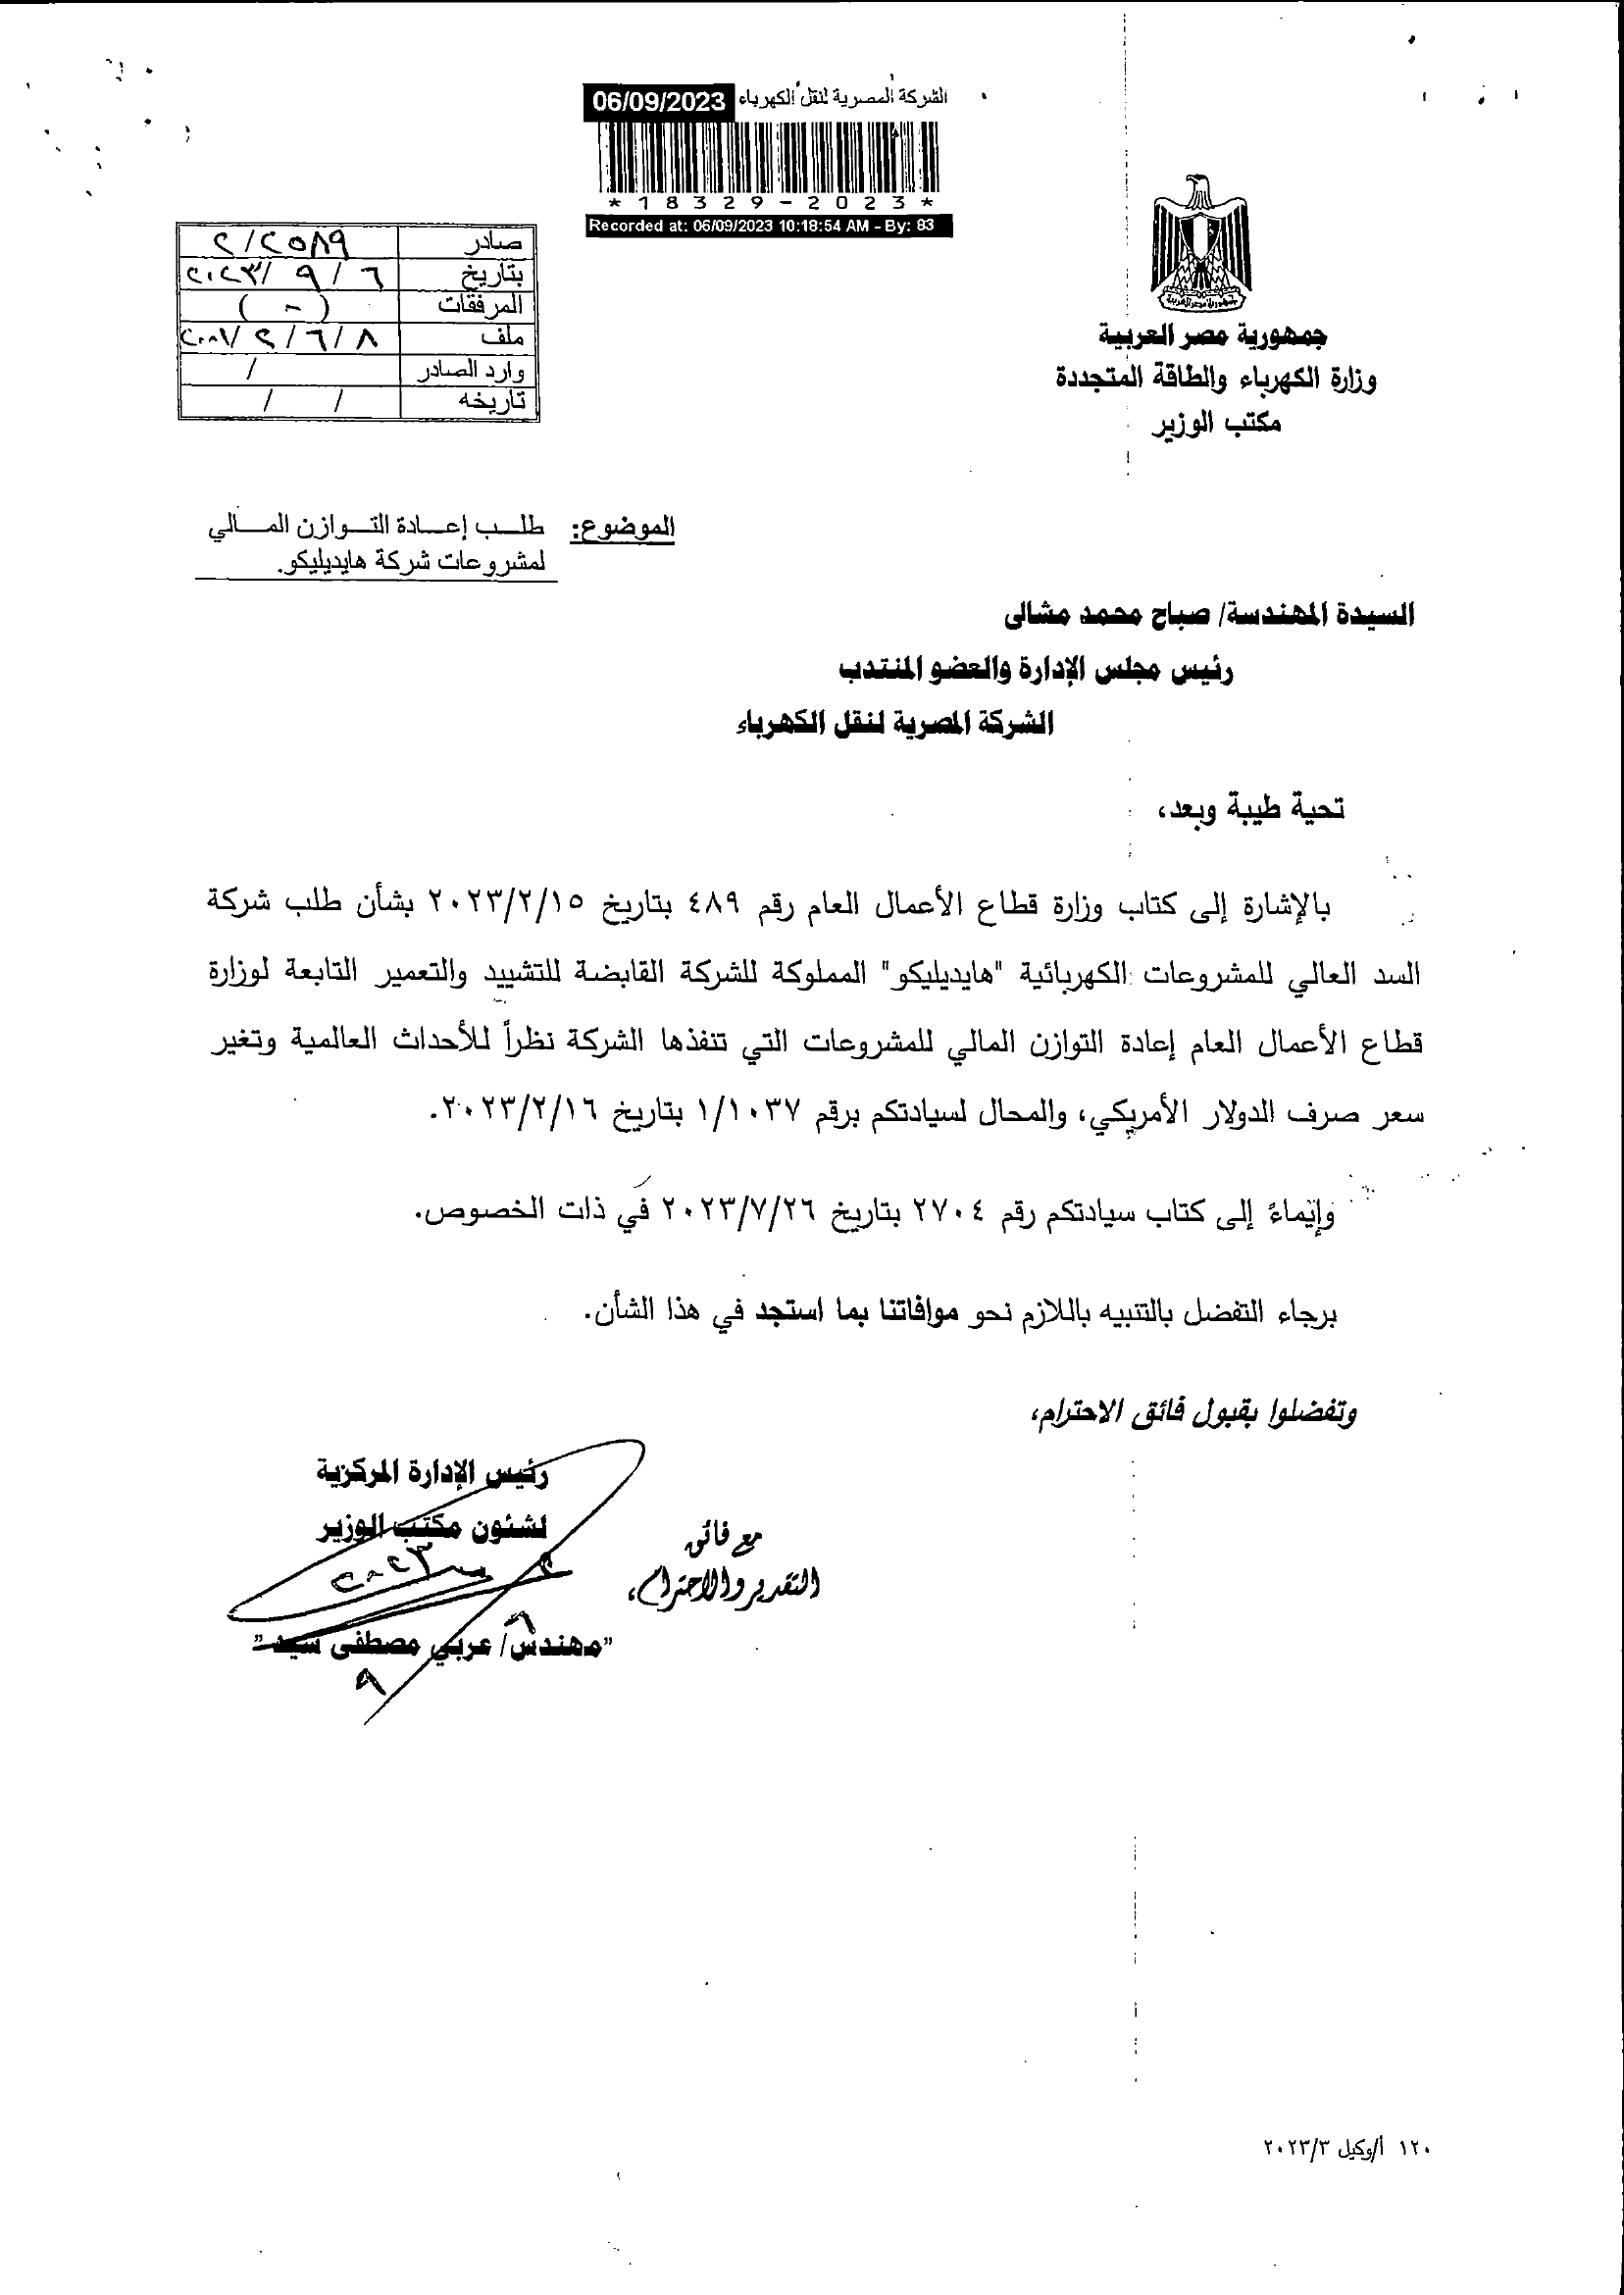 06/09/2023 الشركة المصرية لنقل الكهرباء
*18329-2023*
Recorded at: 06/09/2023 10:18:54 AM - By: 83
جمهورية مصر العربية
وزارة الكهرباء والطاقة المتجددة
مكتب الوزير
صادر ٢/٢٥٨٩
بتاريخ ٦ / ٩ /٢٠٢٣
المرفقات ( - )
ملف ٨ /٦ /٢ /
وارد الصادر /
تاريخه / /
الموضوع: طلب إعادة التوازن المالي
لمشروعات شركة هايديليكو.
السيدة المهندسة/ صباح محمد مشالى
رئيس مجلس الإدارة والعضو المنتدب
الشركة المصرية لنقل الكهرباء
تحية طيبة وبعد،
بالإشارة إلى كتاب وزارة قطاع الأعمال العام رقم ٤٨٩ بتاريخ ٢٠٢٣/٢/١٥ بشأن طلب شركة
السد العالي للمشروعات الكهربائية "هايديليكو" المملوكة للشركة القابضة للتشييد والتعمير التابعة لوزارة
قطاع الأعمال العام إعادة التوازن المالي للمشروعات التي تنفذها الشركة نظراً للأحداث العالمية وتغير
سعر صرف الدولار الأمريكي، والمحال لسيادتكم برقم ١/١٠٣٧ بتاريخ ٢٠٢٣/٢/١٦.
وإيماءً إلى كتاب سيادتكم رقم ٢٧٠٤ بتاريخ ٢٠٢٣/٧/٢٦ في ذات الخصوص.
برجاء التفضل بالتنبيه باللازم نحو موافاتنا بما استجد في هذا الشأن.
وتفضلوا بقبول فائق الاحترام،
رئيس الإدارة المركزية
لشئون مكتب الوزير
مع فائق
التقدير والاحترام،
٢٠٢٣
"مهندس/ عربي مصطفى سيد"
٩
١٢٠ أ/وكيل ٢٠٢٣/٣